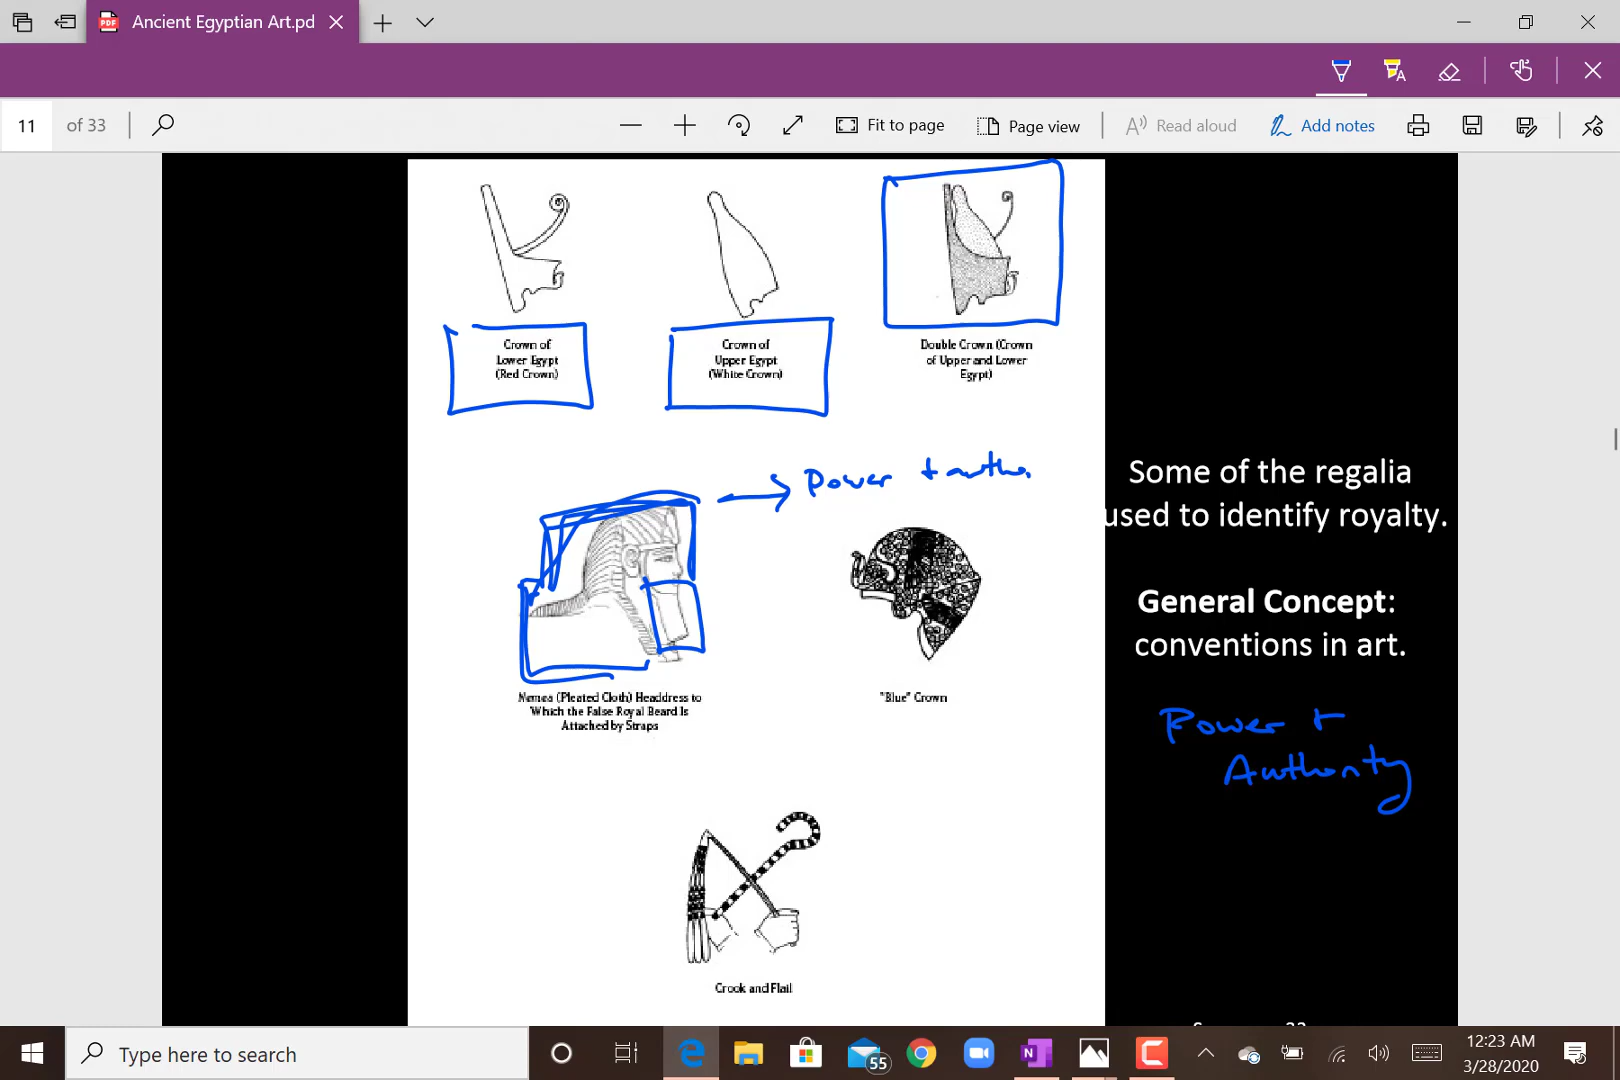 Ancient Egyptian Art.pd
11 of 33
Fit to page
Page view
Read aloud
Add notes
Crown of
Lower Egypt
(Red Crown)
Crown of
Upper Egypt
(White Crown)
Double Crown (Crown
of Upper and Lower
Egypt)
Power + autho.
Some of the regalia
used to identify royalty.
General Concept:
conventions in art.
Power +
Authority
Nemes (Pleated Cloth) Headdress to
Which the False Royal Beard Is
Attached by Straps
"Blue" Crown
Crook and Flail
Type here to search
55
12:23 AM
3/28/2020